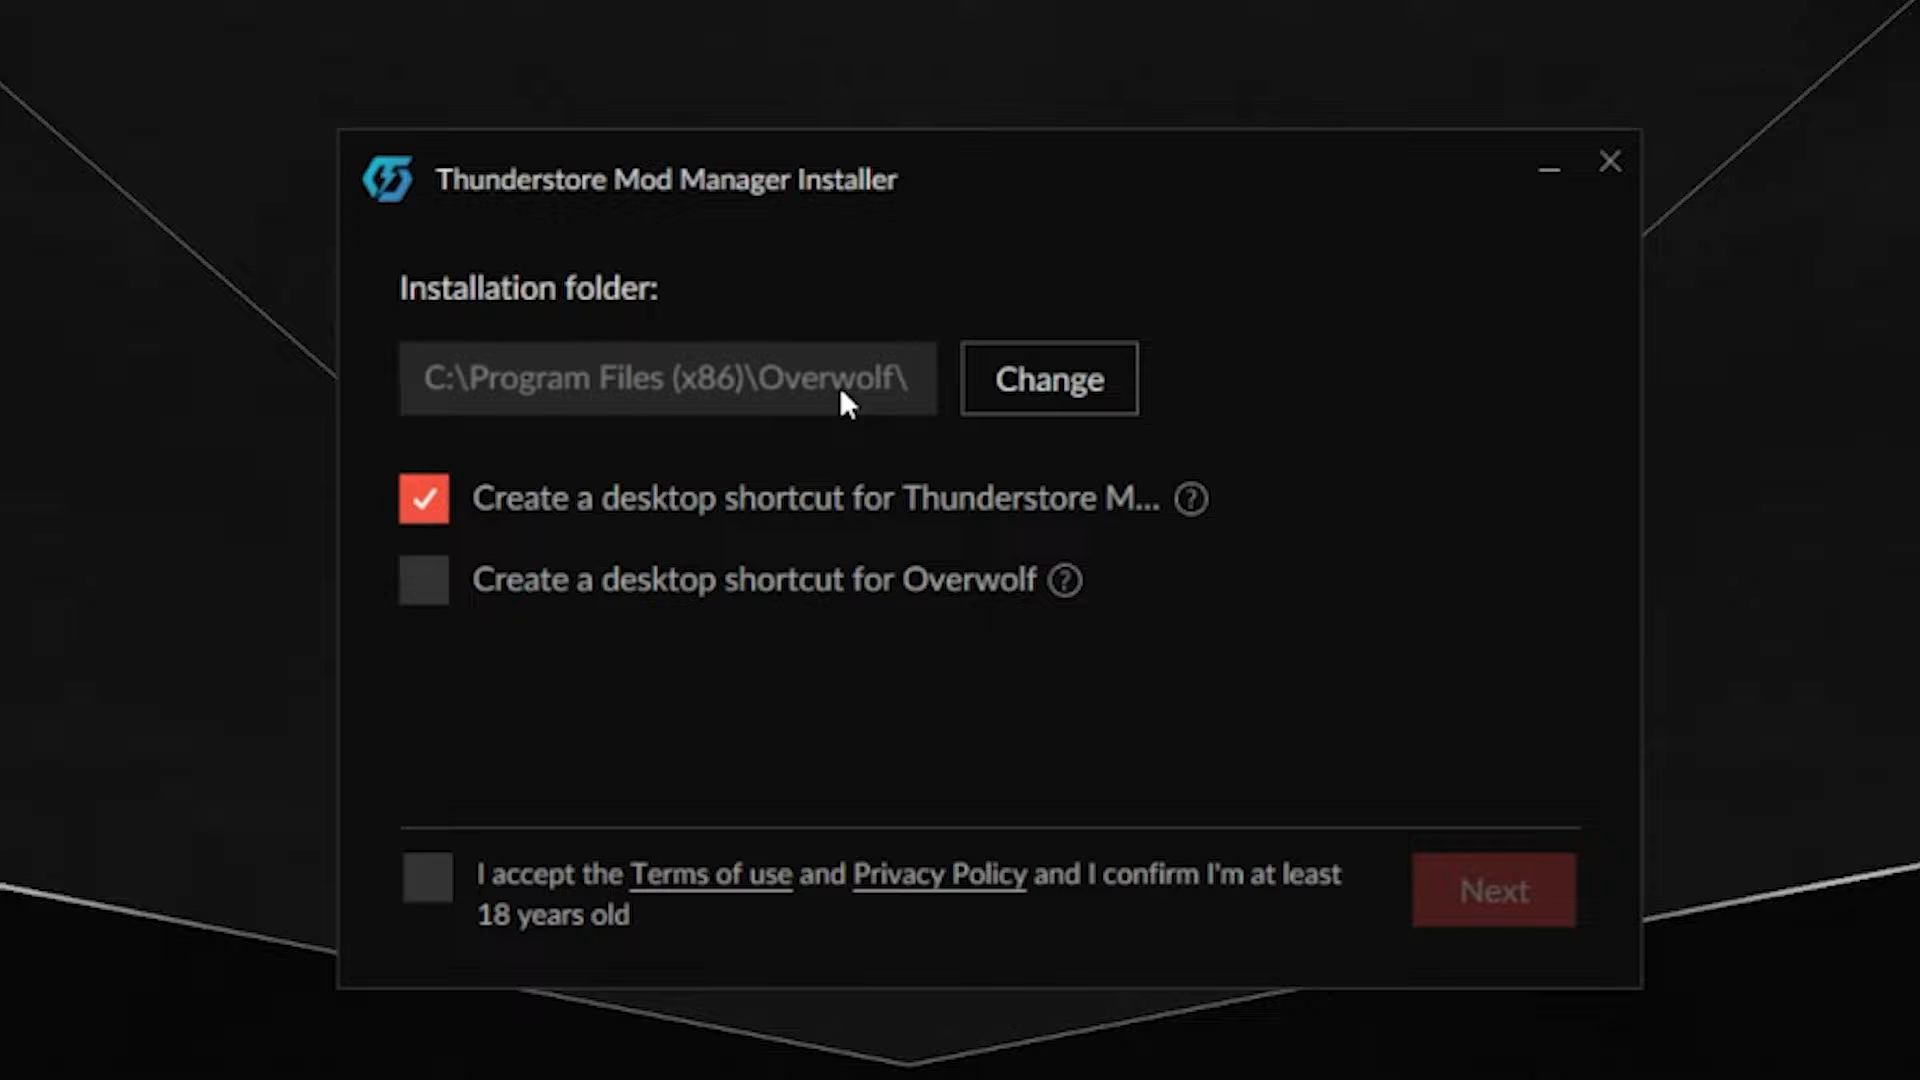 Thunderstore Mod Manager Installer
Installation folder:
C:\Program Files (x86)\Overwolf\
Change
Create a desktop shortcut for Thunderstore M... ?
Create a desktop shortcut for Overwolf ?
I accept the Terms of use and Privacy Policy and I confirm I'm at least
18 years old
Next